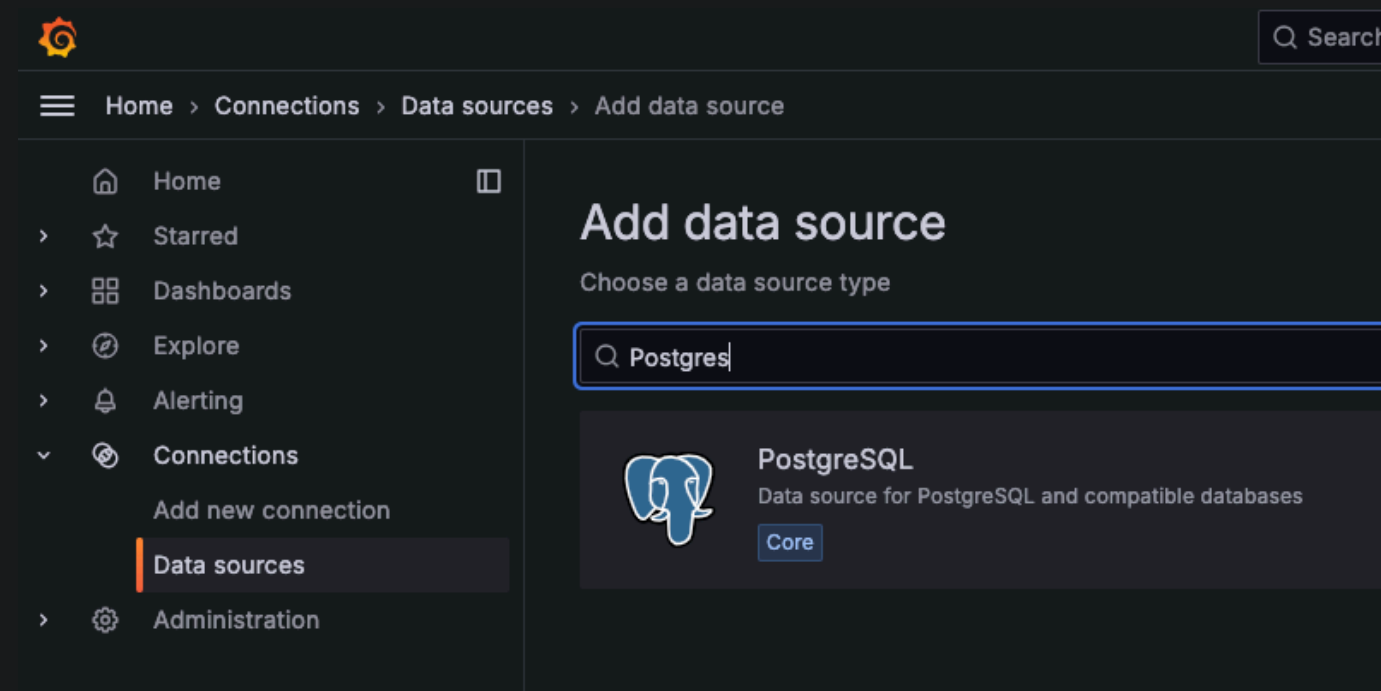 Search
Home › Connections › Data sources › Add data source
Home
Starred
Dashboards
Explore
Alerting
Connections
Add new connection
Data sources
Administration
Add data source
Choose a data source type
Postgres
PostgreSQL
Data source for PostgreSQL and compatible databases
Core